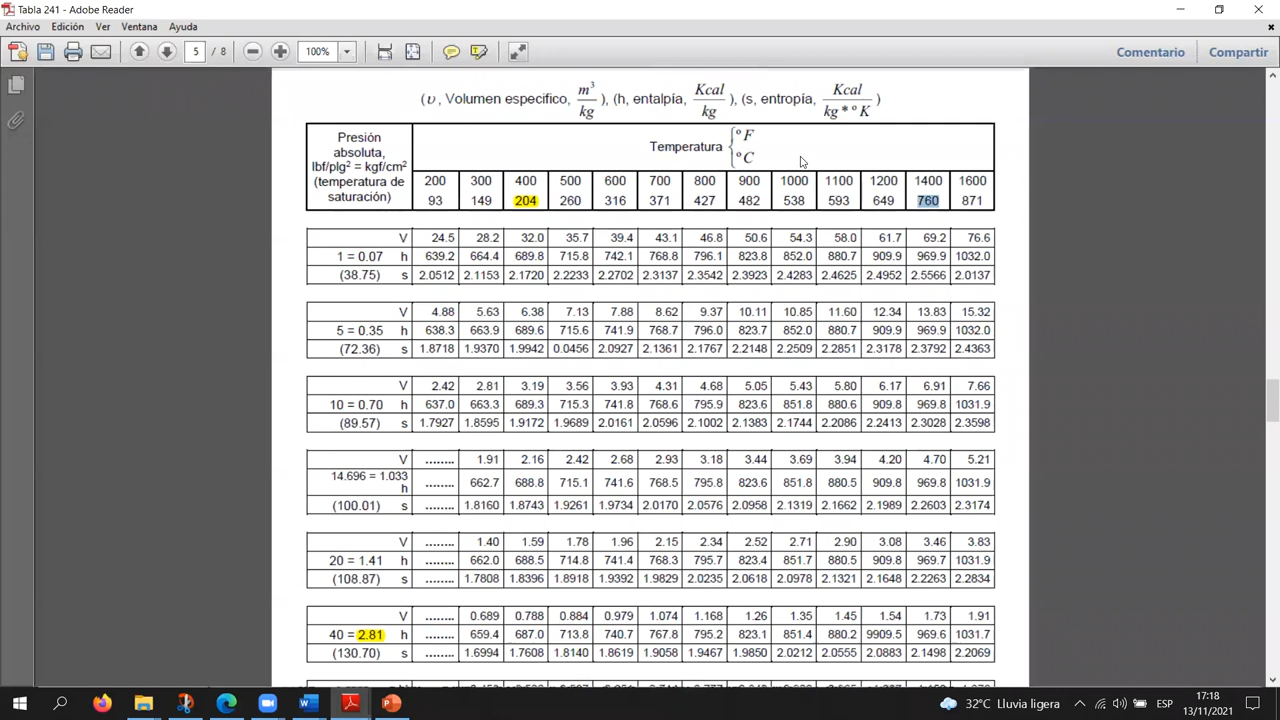 Tabla 241 - Adobe Reader
Archivo Edición Ver Ventana Ayuda
5 / 8 100% Comentario Compartir
(υ, Volumen especifico, m³/kg), (h, entalpía, Kcal/kg), (s, entropía, Kcal/kg*°K)
Presión absoluta, lbf/plg² = kgf/cm² (temperatura de saturación)
Temperatura { °F °C
200 300 400 500 600 700 800 900 1000 1100 1200 1400 1600
93 149 204 260 316 371 427 482 538 593 649 760 871
V 24.5 28.2 32.0 35.7 39.4 43.1 46.8 50.6 54.3 58.0 61.7 69.2 76.6
1 = 0.07 h 639.2 664.4 689.8 715.8 742.1 768.8 796.1 823.8 852.0 880.7 909.9 969.9 1032.0
(38.75) s 2.0512 2.1153 2.1720 2.2233 2.2702 2.3137 2.3542 2.3923 2.4283 2.4625 2.4952 2.5566 2.0137
V 4.88 5.63 6.38 7.13 7.88 8.62 9.37 10.11 10.85 11.60 12.34 13.83 15.32
5 = 0.35 h 638.3 663.9 689.6 715.6 741.9 768.7 796.0 823.7 852.0 880.7 909.9 969.9 1032.0
(72.36) s 1.8718 1.9370 1.9942 0.0456 2.0927 2.1361 2.1767 2.2148 2.2509 2.2851 2.3178 2.3792 2.4363
V 2.42 2.81 3.19 3.56 3.93 4.31 4.68 5.05 5.43 5.80 6.17 6.91 7.66
10 = 0.70 h 637.0 663.3 689.3 715.3 741.8 768.6 795.9 823.6 851.8 880.6 909.8 969.8 1031.9
(89.57) s 1.7927 1.8595 1.9172 1.9689 2.0161 2.0596 2.1002 2.1383 2.1744 2.2086 2.2413 2.3028 2.3598
V ........ 1.91 2.16 2.42 2.68 2.93 3.18 3.44 3.69 3.94 4.20 4.70 5.21
14.696 = 1.033 h ........ 662.7 688.8 715.1 741.6 768.5 795.8 823.6 851.8 880.5 909.8 969.8 1031.9
(100.01) s ........ 1.8160 1.8743 1.9261 1.9734 2.0170 2.0576 2.0958 2.1319 2.1662 2.1989 2.2603 2.3174
V ........ 1.40 1.59 1.78 1.96 2.15 2.34 2.52 2.71 2.90 3.08 3.46 3.83
20 = 1.41 h ........ 662.0 688.5 714.8 741.4 768.3 795.7 823.4 851.7 880.5 909.8 969.7 1031.9
(108.87) s ........ 1.7808 1.8396 1.8918 1.9392 1.9829 2.0235 2.0618 2.0978 2.1321 2.1648 2.2263 2.2834
V ........ 0.689 0.788 0.884 0.979 1.074 1.168 1.26 1.35 1.45 1.54 1.73 1.91
40 = 2.81 h ........ 659.4 687.0 713.8 740.7 767.8 795.2 823.1 851.4 880.2 9909.5 969.6 1031.7
(130.70) s ........ 1.6994 1.7608 1.8140 1.8619 1.9058 1.9467 1.9850 2.0212 2.0555 2.0883 2.1498 2.2069
32°C Lluvia ligera ESP 17:18
13/11/2021